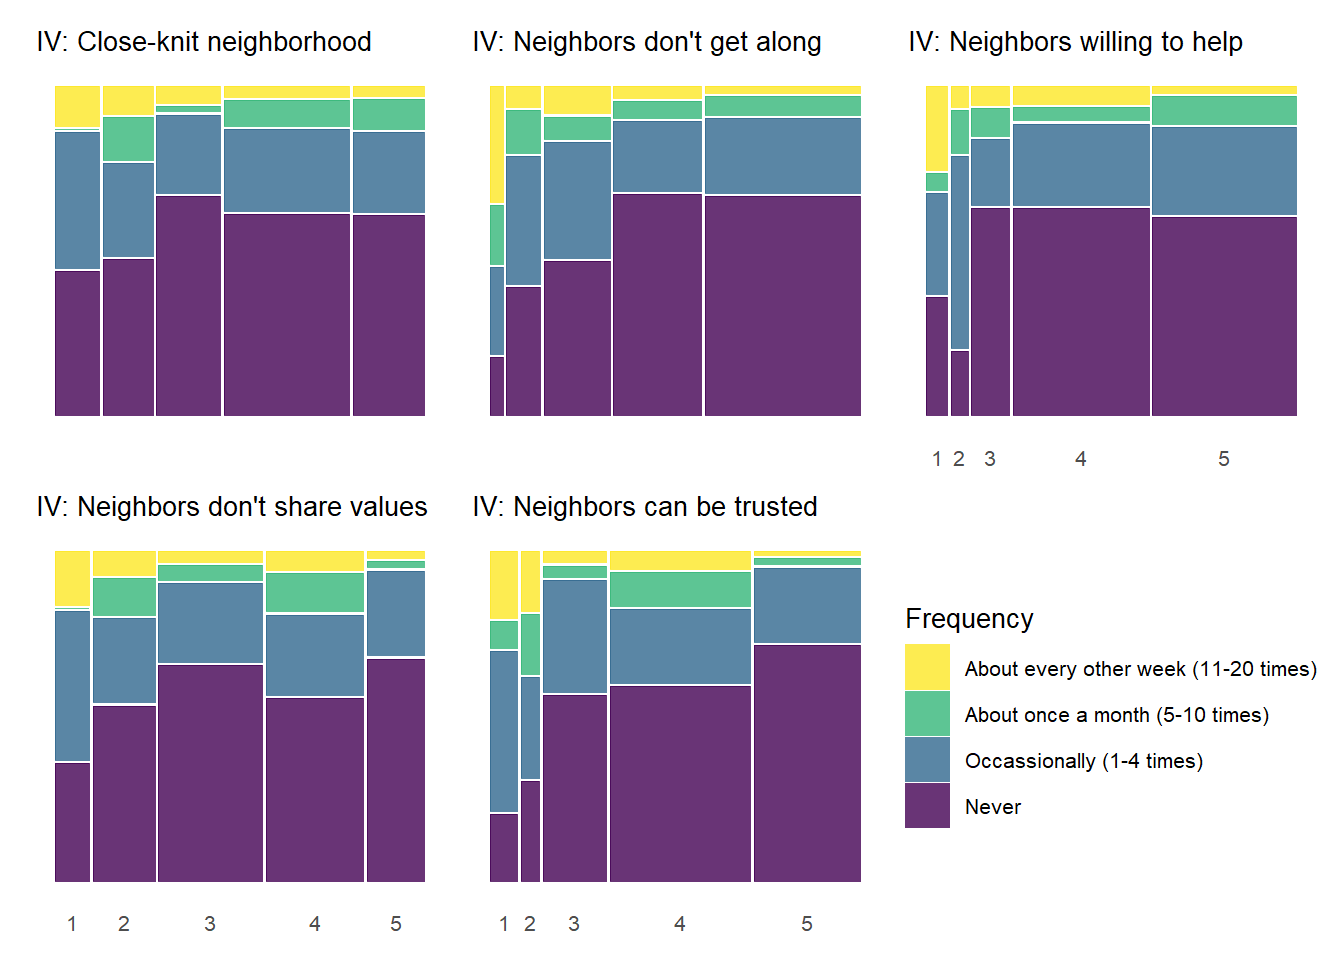 IV: Close-knit neighborhood
IV: Neighbors don't get along
IV: Neighbors willing to help
1 2 3 4 5
IV: Neighbors don't share values
IV: Neighbors can be trusted
1 2 3 4 5
1 2 3 4 5
Frequency
About every other week (11-20 times)
About once a month (5-10 times)
Occassionally (1-4 times)
Never